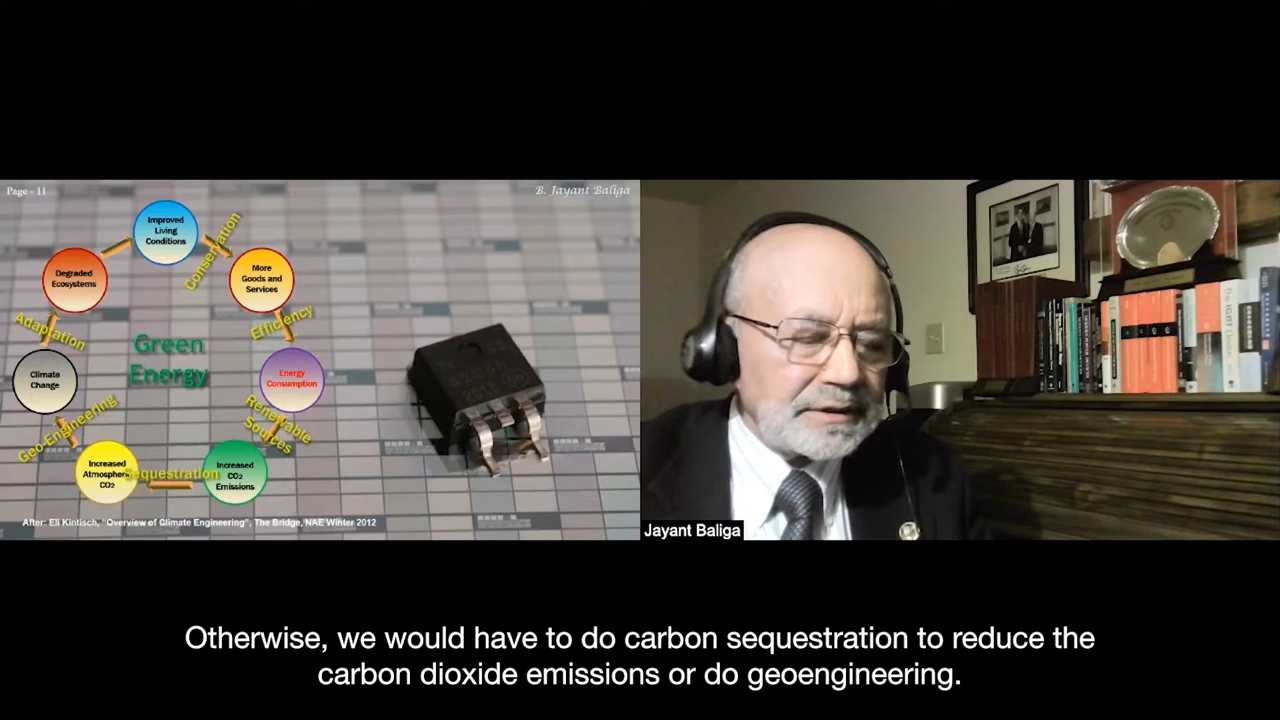 Page - 11
B. Jayant Baliga
Improved
Living
Conditions
Conservation
More
Goods and
Services
Efficiency
Energy
Consumption
Renewable
Sources
Increased
CO₂
Emissions
Sequestration
Increased
Atmospheric
CO₂
Geo-Engineering
Climate
Change
Adaptation
Degraded
Ecosystems
Green
Energy
After: Eli Kintisch, "Overview of Climate Engineering", The Bridge, NAE Winter 2012
Jayant Baliga
Otherwise, we would have to do carbon sequestration to reduce the
carbon dioxide emissions or do geoengineering.